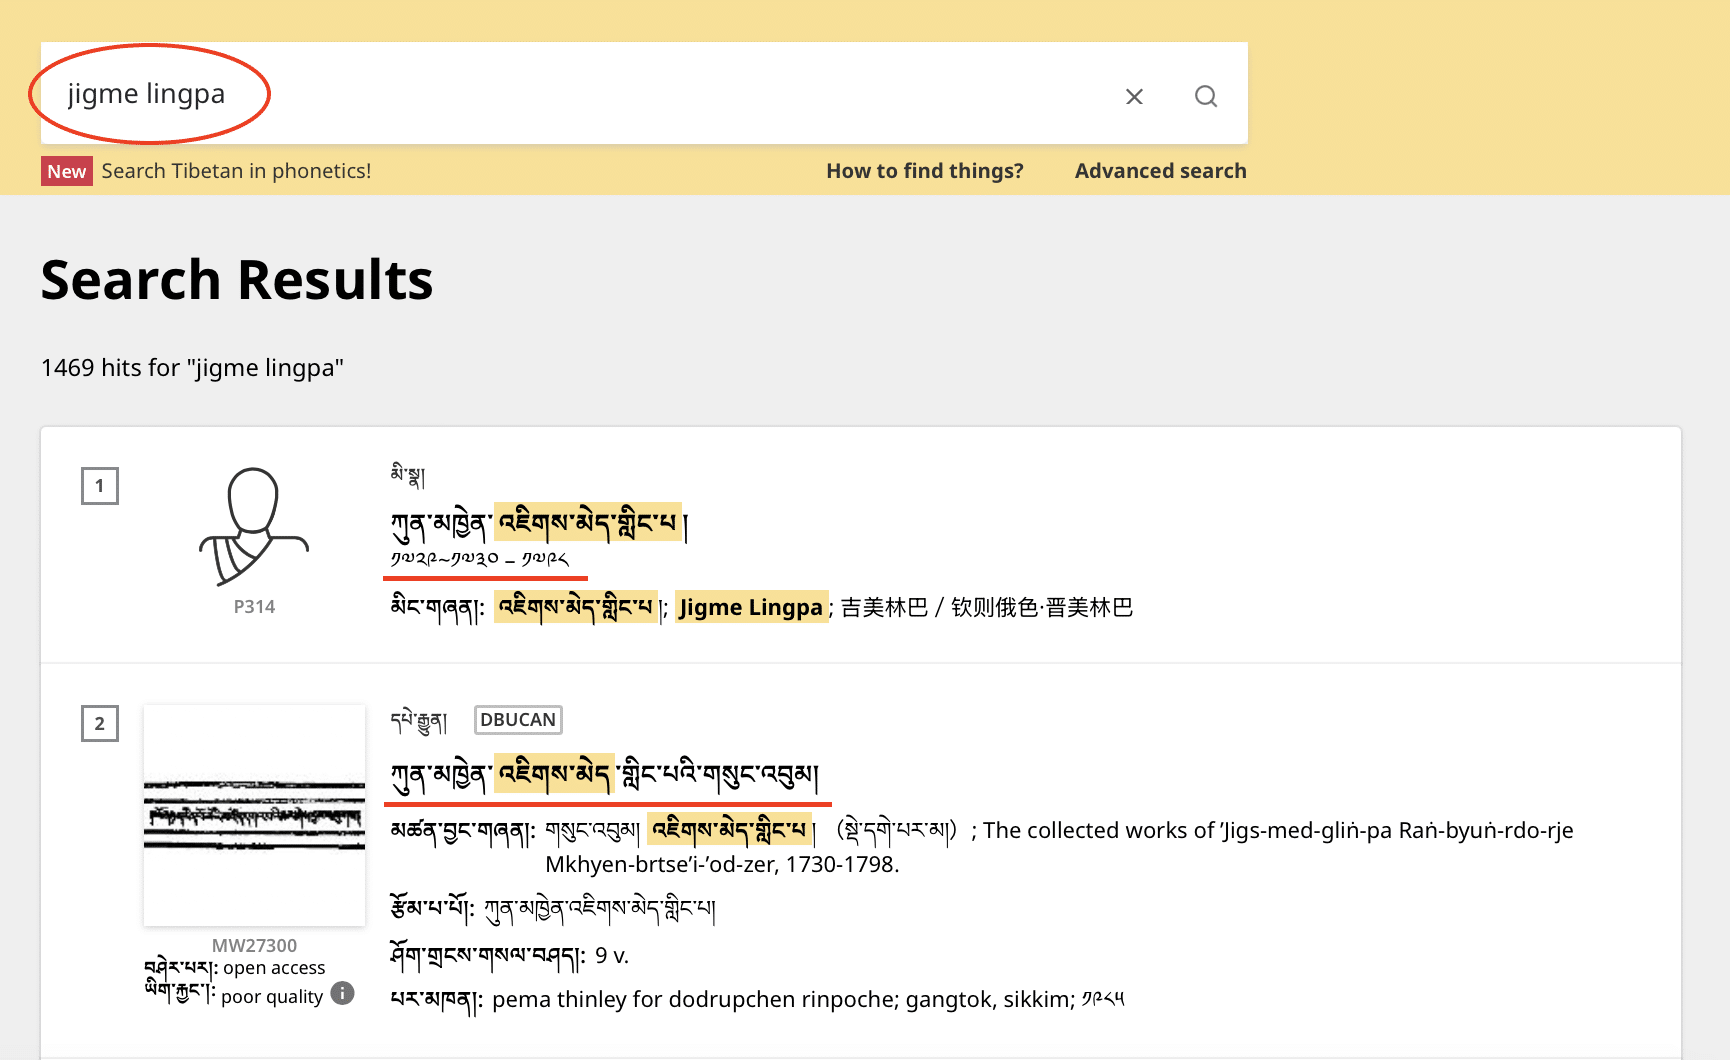 jigme lingpa
New Search Tibetan in phonetics!
How to find things?
Advanced search
Search Results
1469 hits for "jigme lingpa"
1
P314
མི་སྣ།
ཀུན་མཁྱེན་འཇིགས་མེད་གླིང་པ།
༡༧༢༩~༡༧༣༠ – ༡༧༩༨
མིང་གཞན།: འཇིགས་མེད་གླིང་པ།; Jigme Lingpa; 吉美林巴 / 钦则俄色·晋美林巴
2
MW27300
བཤེར་པར།: open access
ཡིག་རྐྱང་།: poor quality i
དཔེ་རྒྱུན། DBUCAN
ཀུན་མཁྱེན་འཇིགས་མེད་གླིང་པའི་གསུང་འབུམ།
མཚན་བྱང་གཞན།: གསུང་འབུམ། འཇིགས་མེད་གླིང་པ། （སྡེ་དགེ་པར་མ།）; The collected works of ’Jigs-med-gliṅ-pa Raṅ-byuṅ-rdo-rje
Mkhyen-brtse’i-’od-zer, 1730-1798.
རྩོམ་པ་པོ།: ཀུན་མཁྱེན་འཇིགས་མེད་གླིང་པ།
ཤོག་གྲངས་གསལ་བཤད།: 9 v.
པར་མཁན།: pema thinley for dodrupchen rinpoche; gangtok, sikkim; ༡༩༨༥